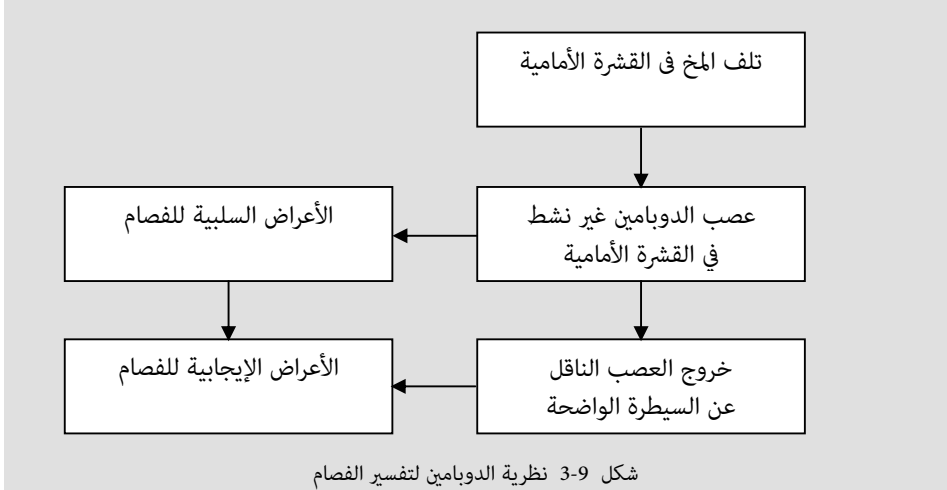 تلف المخ فى القشرة الأمامية
عصب الدوبامين غير نشط
في القشرة الأمامية
الأعراض السلبية للفصام
خروج العصب الناقل
عن السيطرة الواضحة
الأعراض الإيجابية للفصام
شكل 9-3 نظرية الدوبامين لتفسير الفصام